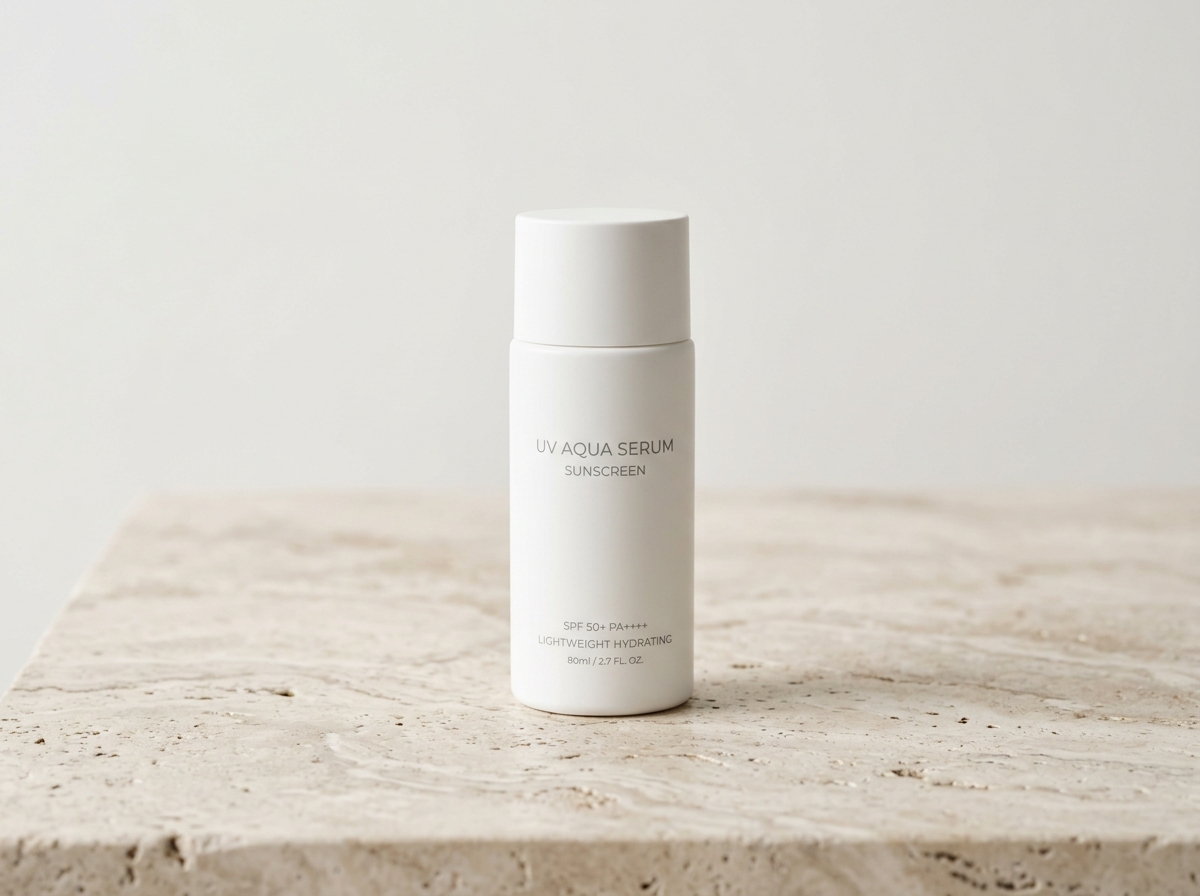 UV AQUA SERUM
SUNSCREEN
SPF 50+ PA++++
LIGHTWEIGHT HYDRATING
80ml / 2.7 FL. OZ.